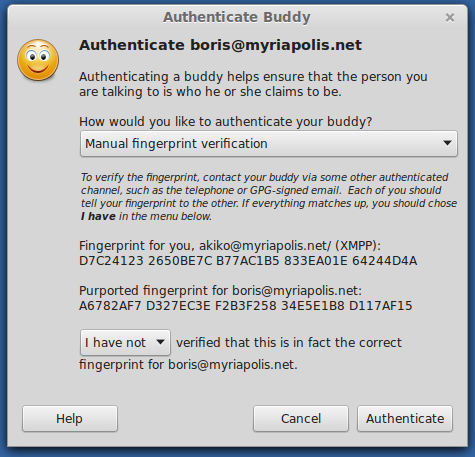 Authenticate Buddy
Authenticate boris@myriapolis.net
Authenticating a buddy helps ensure that the person you
are talking to is who he or she claims to be.
How would you like to authenticate your buddy?
Manual fingerprint verification
To verify the fingerprint, contact your buddy via some other authenticated
channel, such as the telephone or GPG-signed email. Each of you should
tell your fingerprint to the other. If everything matches up, you should chose
I have in the menu below.
Fingerprint for you, akiko@myriapolis.net/ (XMPP):
D7C24123 2650BE7C B77AC1B5 833EA01E 64244D4A
Purported fingerprint for boris@myriapolis.net:
A6782AF7 D327EC3E F2B3F258 34E5E1B8 D117AF15
I have not verified that this is in fact the correct
fingerprint for boris@myriapolis.net.
Help Cancel Authenticate